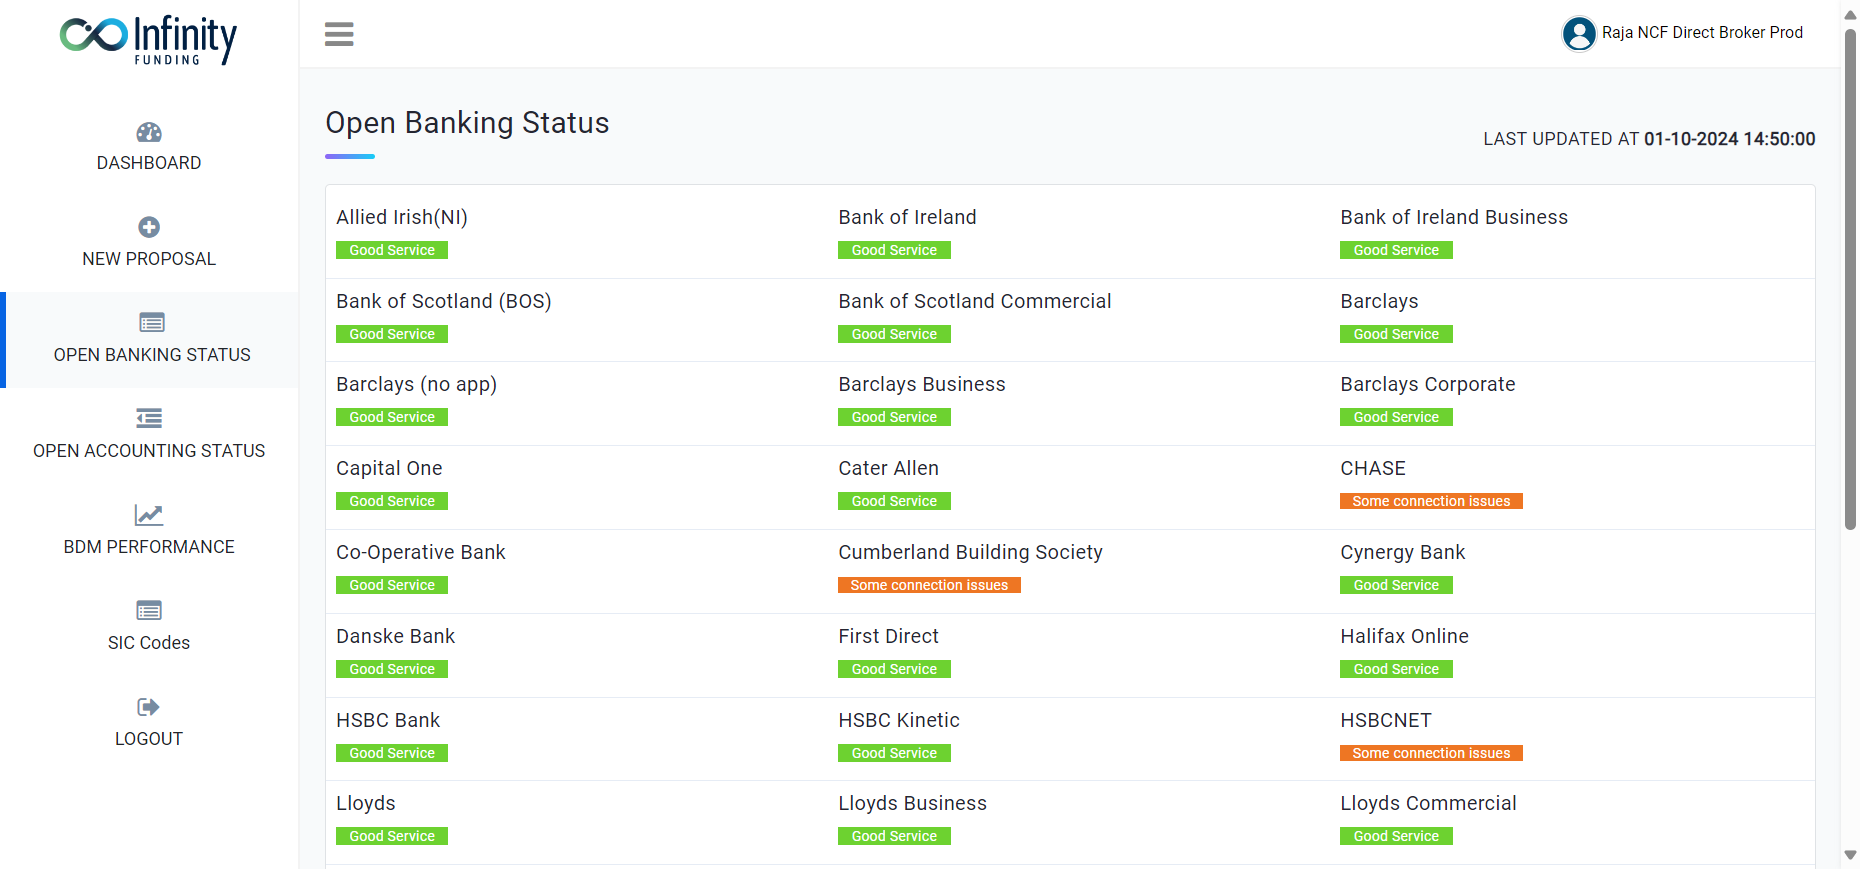 Infinity
FUNDING
Raja NCF Direct Broker Prod
DASHBOARD
NEW PROPOSAL
OPEN BANKING STATUS
OPEN ACCOUNTING STATUS
BDM PERFORMANCE
SIC Codes
LOGOUT
Open Banking Status
LAST UPDATED AT 01-10-2024 14:50:00
Allied Irish(NI)
Good Service
Bank of Ireland
Good Service
Bank of Ireland Business
Good Service
Bank of Scotland (BOS)
Good Service
Bank of Scotland Commercial
Good Service
Barclays
Good Service
Barclays (no app)
Good Service
Barclays Business
Good Service
Barclays Corporate
Good Service
Capital One
Good Service
Cater Allen
Good Service
CHASE
Some connection issues
Co-Operative Bank
Good Service
Cumberland Building Society
Some connection issues
Cynergy Bank
Good Service
Danske Bank
Good Service
First Direct
Good Service
Halifax Online
Good Service
HSBC Bank
Good Service
HSBC Kinetic
Good Service
HSBCNET
Some connection issues
Lloyds
Good Service
Lloyds Business
Good Service
Lloyds Commercial
Good Service